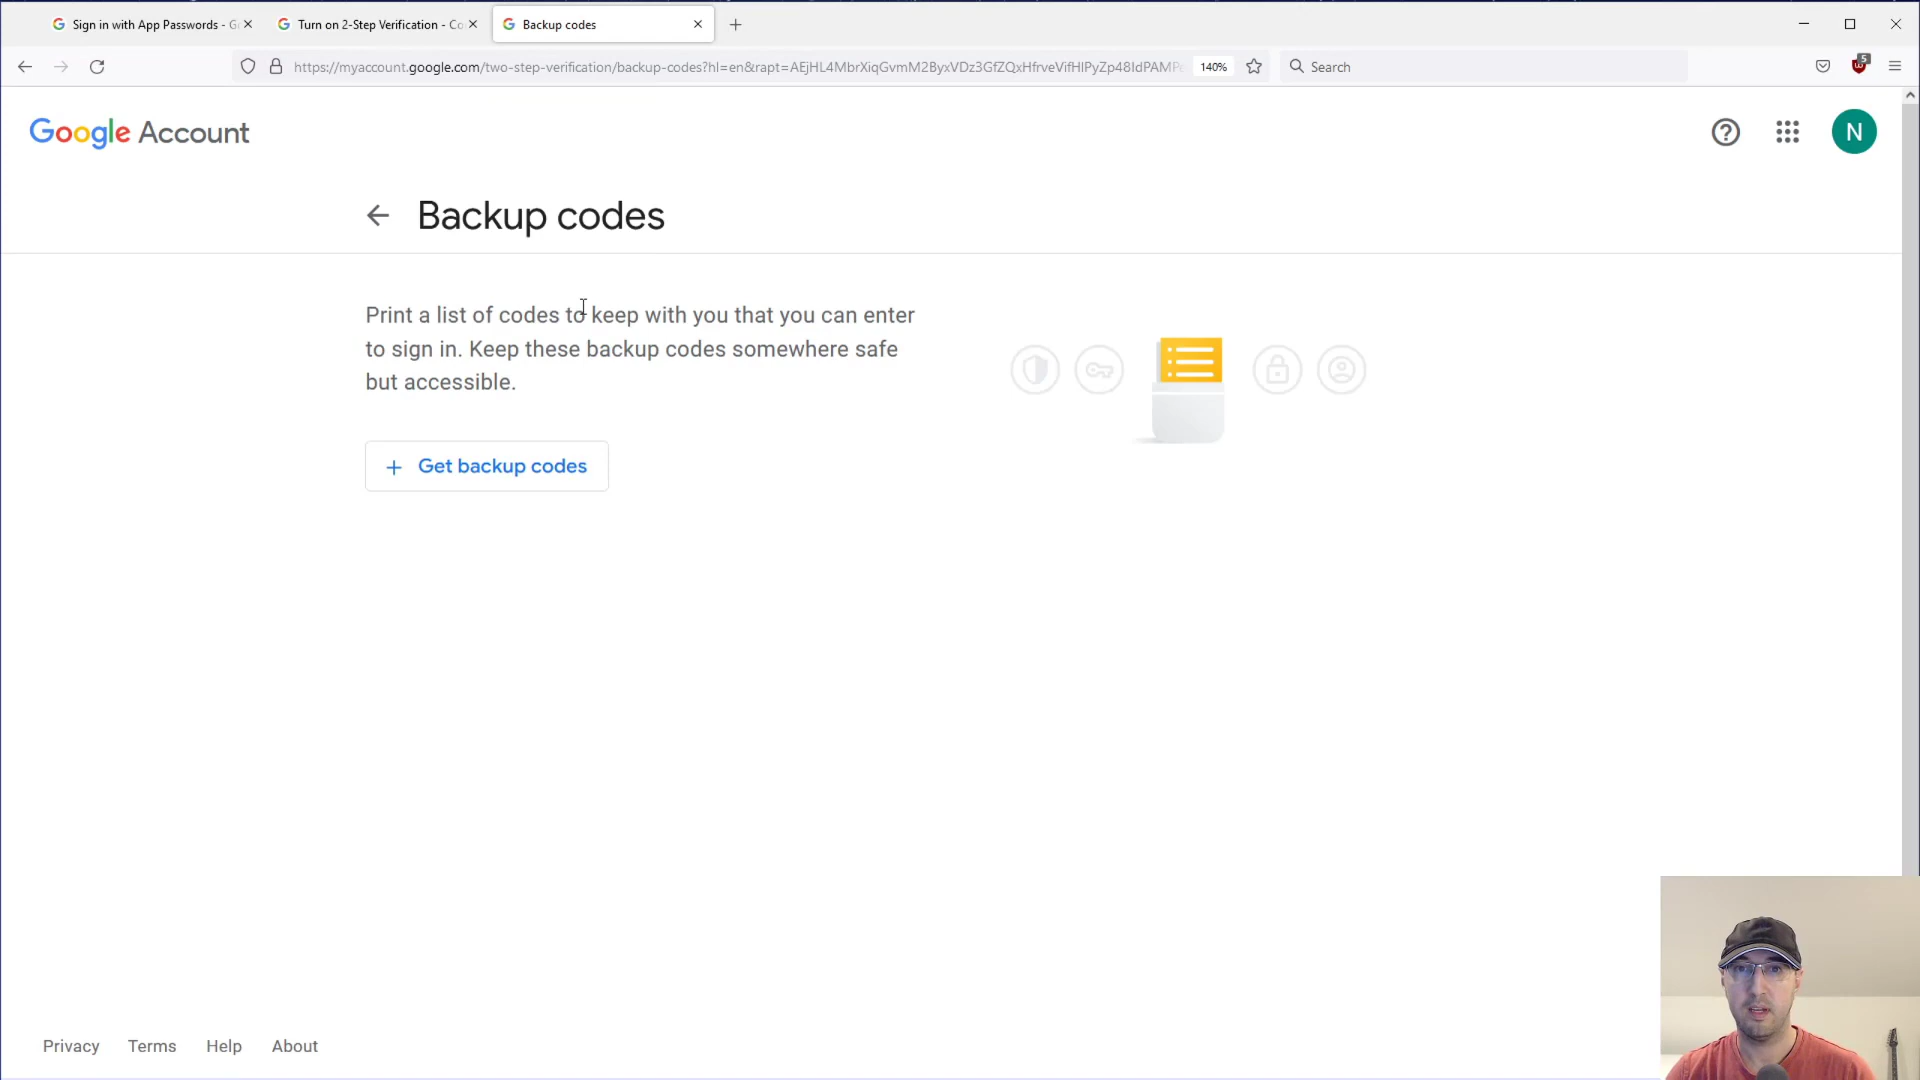 Sign in with App Passwords - G
Turn on 2-Step Verification - Co
Backup codes
https://myaccount.google.com/two-step-verification/backup-codes?hl=en&rapt=AEjHL4MbrXiqGvmM2ByxVDz3GfZQxHfrveVifHIPyZp48IdPAMP
140%
Search
5
Google Account
N
Backup codes
Print a list of codes to keep with you that you can enter
to sign in. Keep these backup codes somewhere safe
but accessible.
+ Get backup codes
Privacy Terms Help About